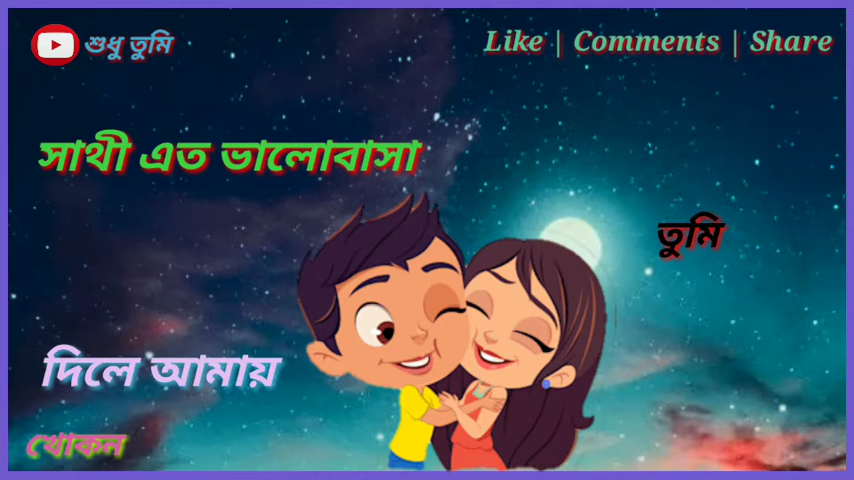 শুধু তুমি
Like | Comments | Share
সাথী এত ভালোবাসা
তুমি
দিলে আমায়
খোকন